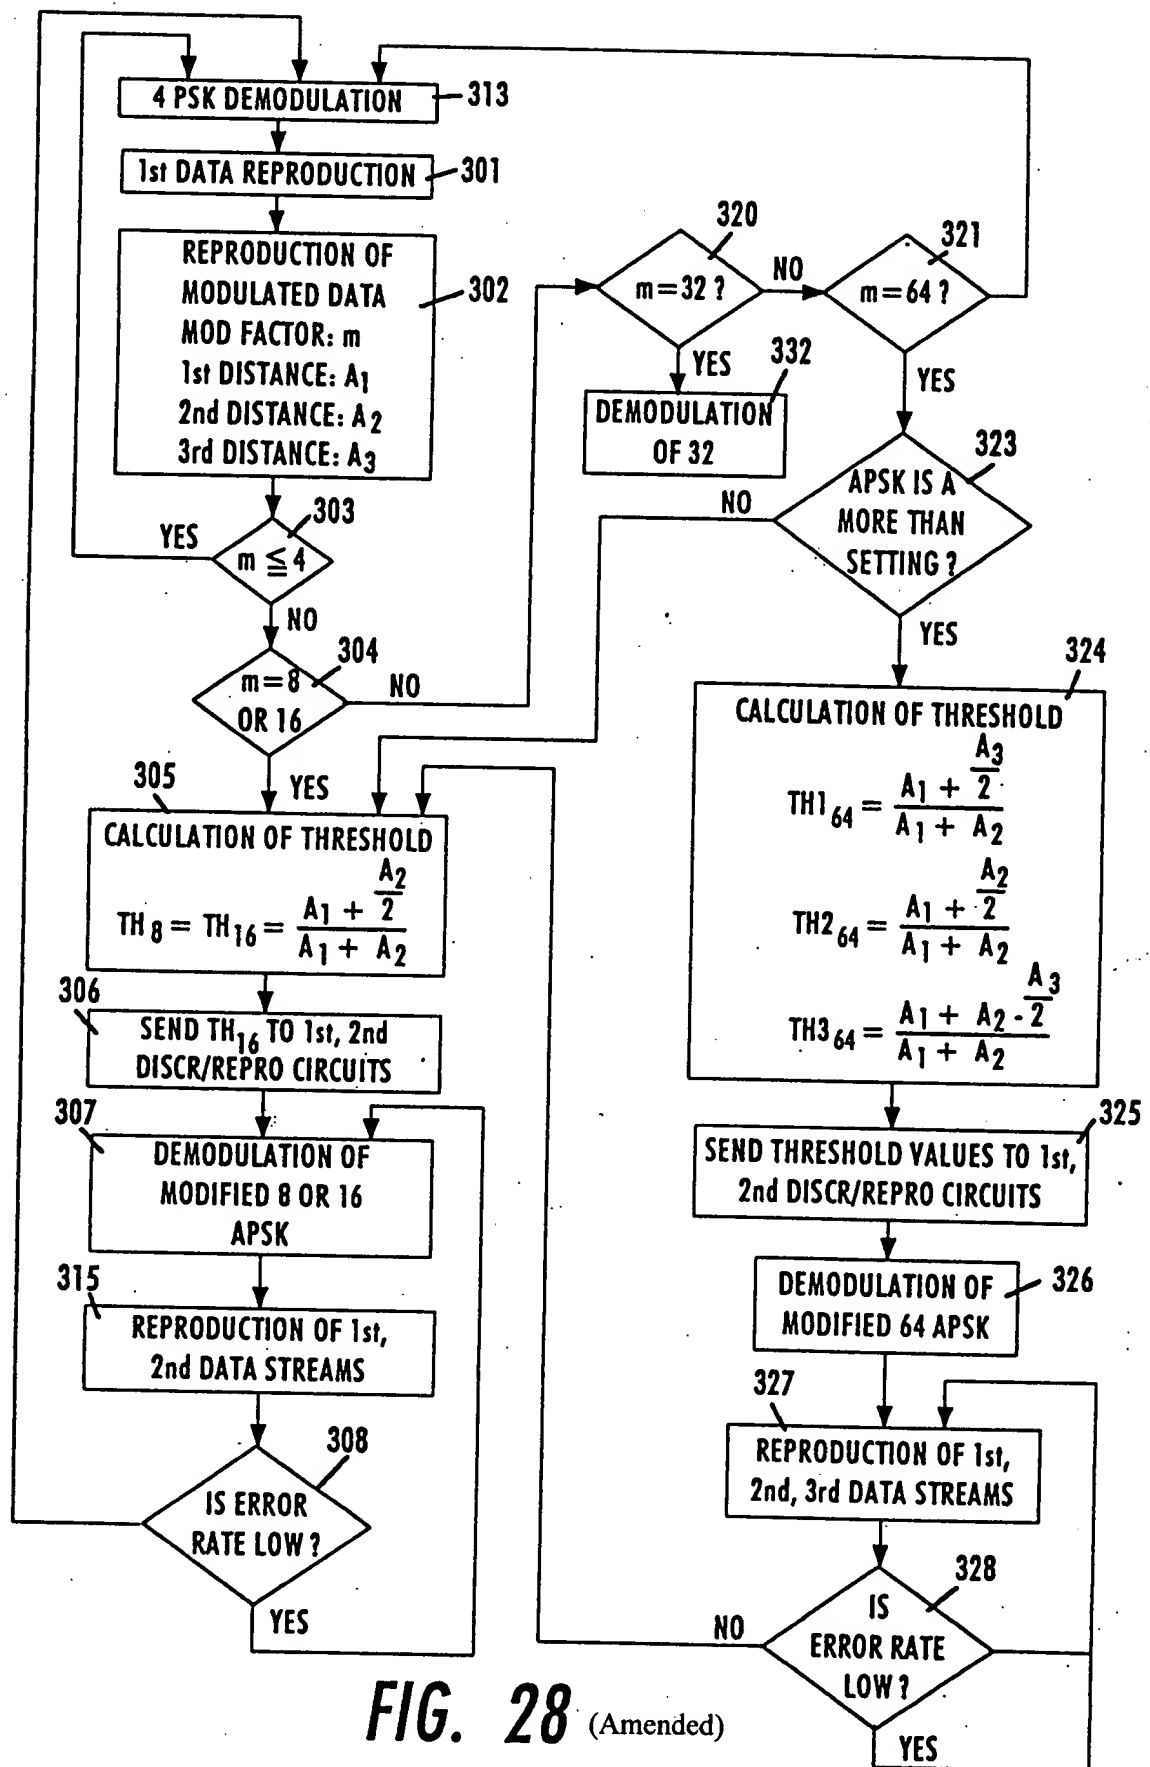 4 PSK DEMODULATION
313
1st DATA REPRODUCTION
301
REPRODUCTION OF
MODULATED DATA
MOD FACTOR: m
1st DISTANCE: A1
2nd DISTANCE: A2
3rd DISTANCE: A3
302
303
m ≦ 4
YES
NO
304
m=8
OR 16
NO
YES
305
CALCULATION OF THRESHOLD
TH8 = TH16 = (A1 + A2/2) / (A1 + A2)
306
SEND TH16 TO 1st, 2nd
DISCR/REPRO CIRCUITS
307
DEMODULATION OF
MODIFIED 8 OR 16
APSK
315
REPRODUCTION OF 1st,
2nd DATA STREAMS
308
IS ERROR
RATE LOW ?
YES
320
m=32 ?
NO
YES
332
DEMODULATION
OF 32
321
m=64 ?
YES
323
APSK IS A
MORE THAN
SETTING ?
NO
YES
324
CALCULATION OF THRESHOLD
TH1 64 = (A1 + A3/2) / (A1 + A2)
TH2 64 = (A1 + A2/2) / (A1 + A2)
TH3 64 = (A1 + A2 - A3/2) / (A1 + A2)
325
SEND THRESHOLD VALUES TO 1st,
2nd DISCR/REPRO CIRCUITS
326
DEMODULATION OF
MODIFIED 64 APSK
327
REPRODUCTION OF 1st,
2nd, 3rd DATA STREAMS
328
IS
ERROR RATE
LOW ?
NO
YES
FIG. 28 (Amended)